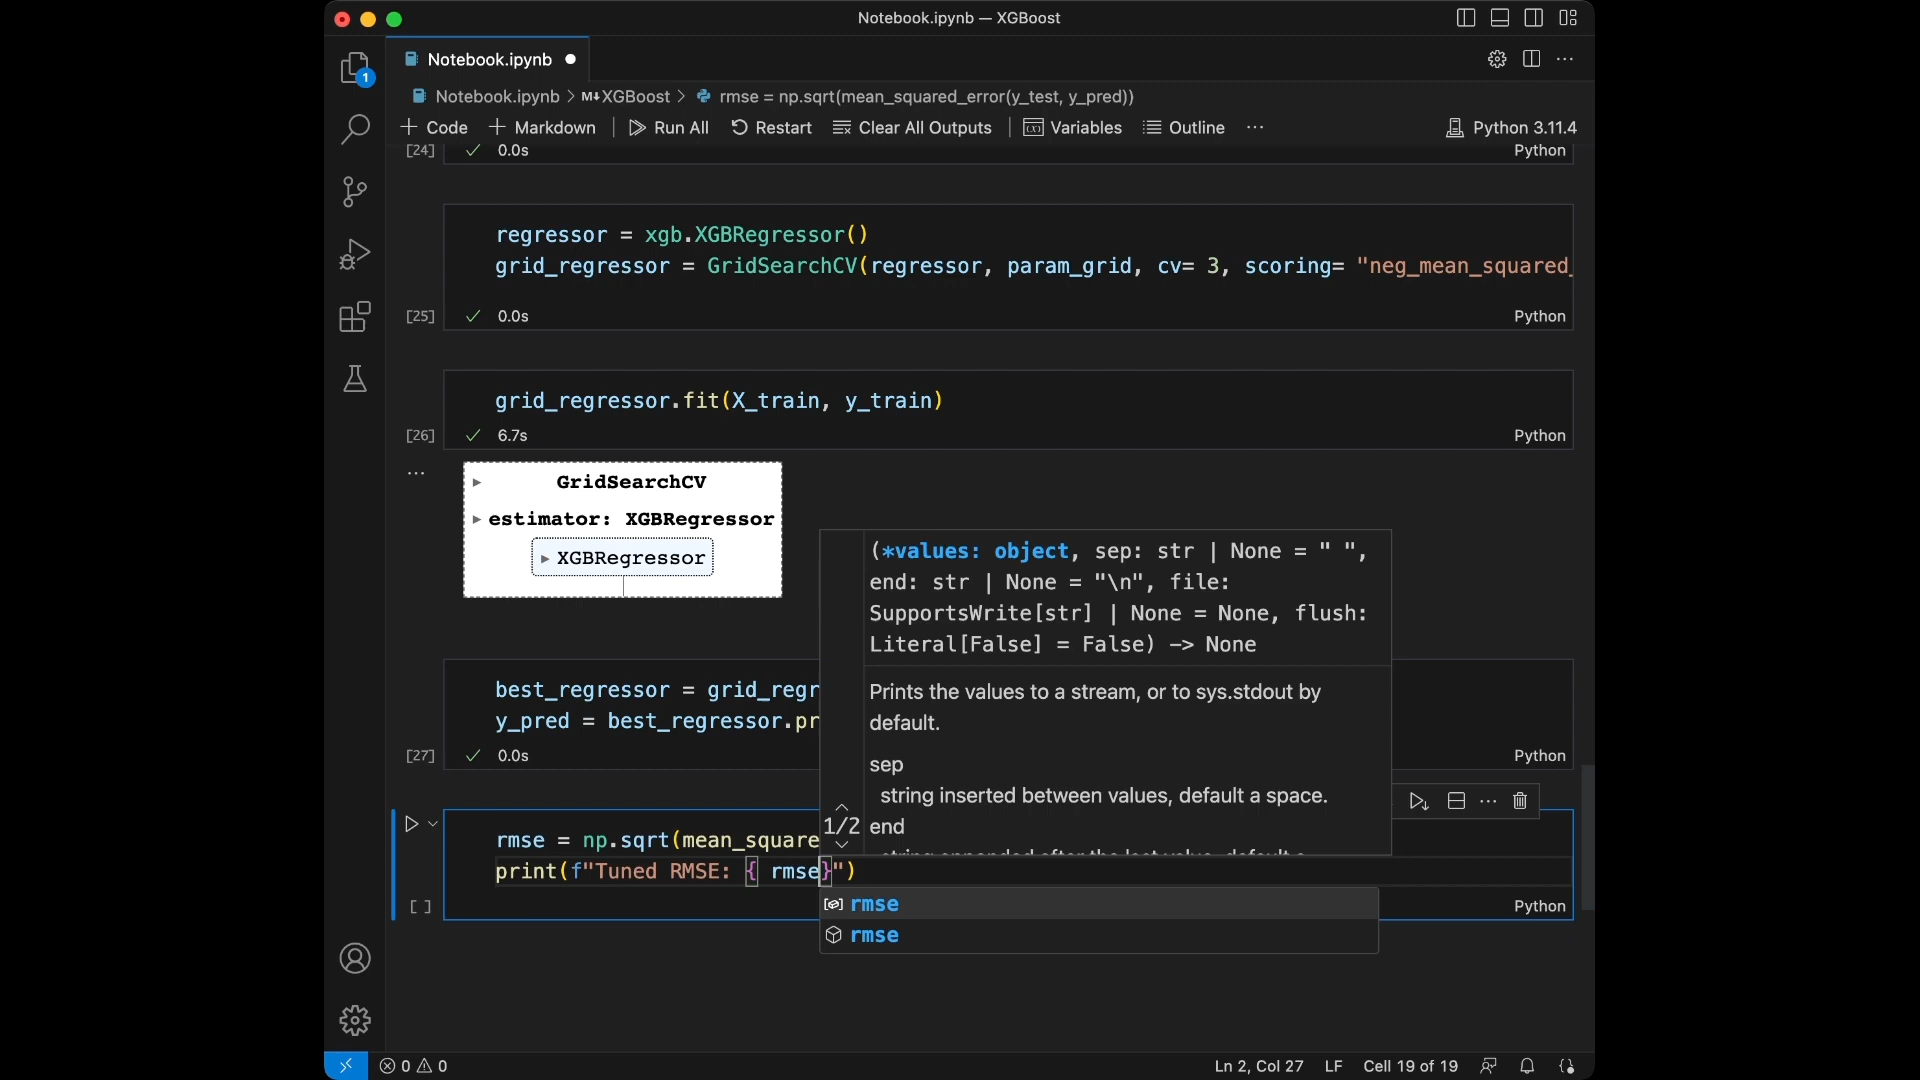 Notebook.ipynb — XGBoost
Notebook.ipynb
1
Notebook.ipynb > M↓XGBoost > rmse = np.sqrt(mean_squared_error(y_test, y_pred))
+ Code + Markdown Run All Restart Clear All Outputs Variables Outline ··· Python 3.11.4
[24] ✓ 0.0s Python
regressor = xgb.XGBRegressor()
grid_regressor = GridSearchCV(regressor, param_grid, cv= 3, scoring= "neg_mean_squared_
[25] ✓ 0.0s Python
grid_regressor.fit(X_train, y_train)
[26] ✓ 6.7s Python
...
GridSearchCV
estimator: XGBRegressor
XGBRegressor
(*values: object, sep: str | None = " ",
end: str | None = "\n", file:
SupportsWrite[str] | None = None, flush:
Literal[False] = False) -> None
Prints the values to a stream, or to sys.stdout by
default.
sep
string inserted between values, default a space.
1/2
end
best_regressor = grid_regr
y_pred = best_regressor.pr
[27] ✓ 0.0s Python
rmse = np.sqrt(mean_square
print(f"Tuned RMSE: { rmse}")
[ ] Python
rmse
rmse
0 0 Ln 2, Col 27 LF Cell 19 of 19